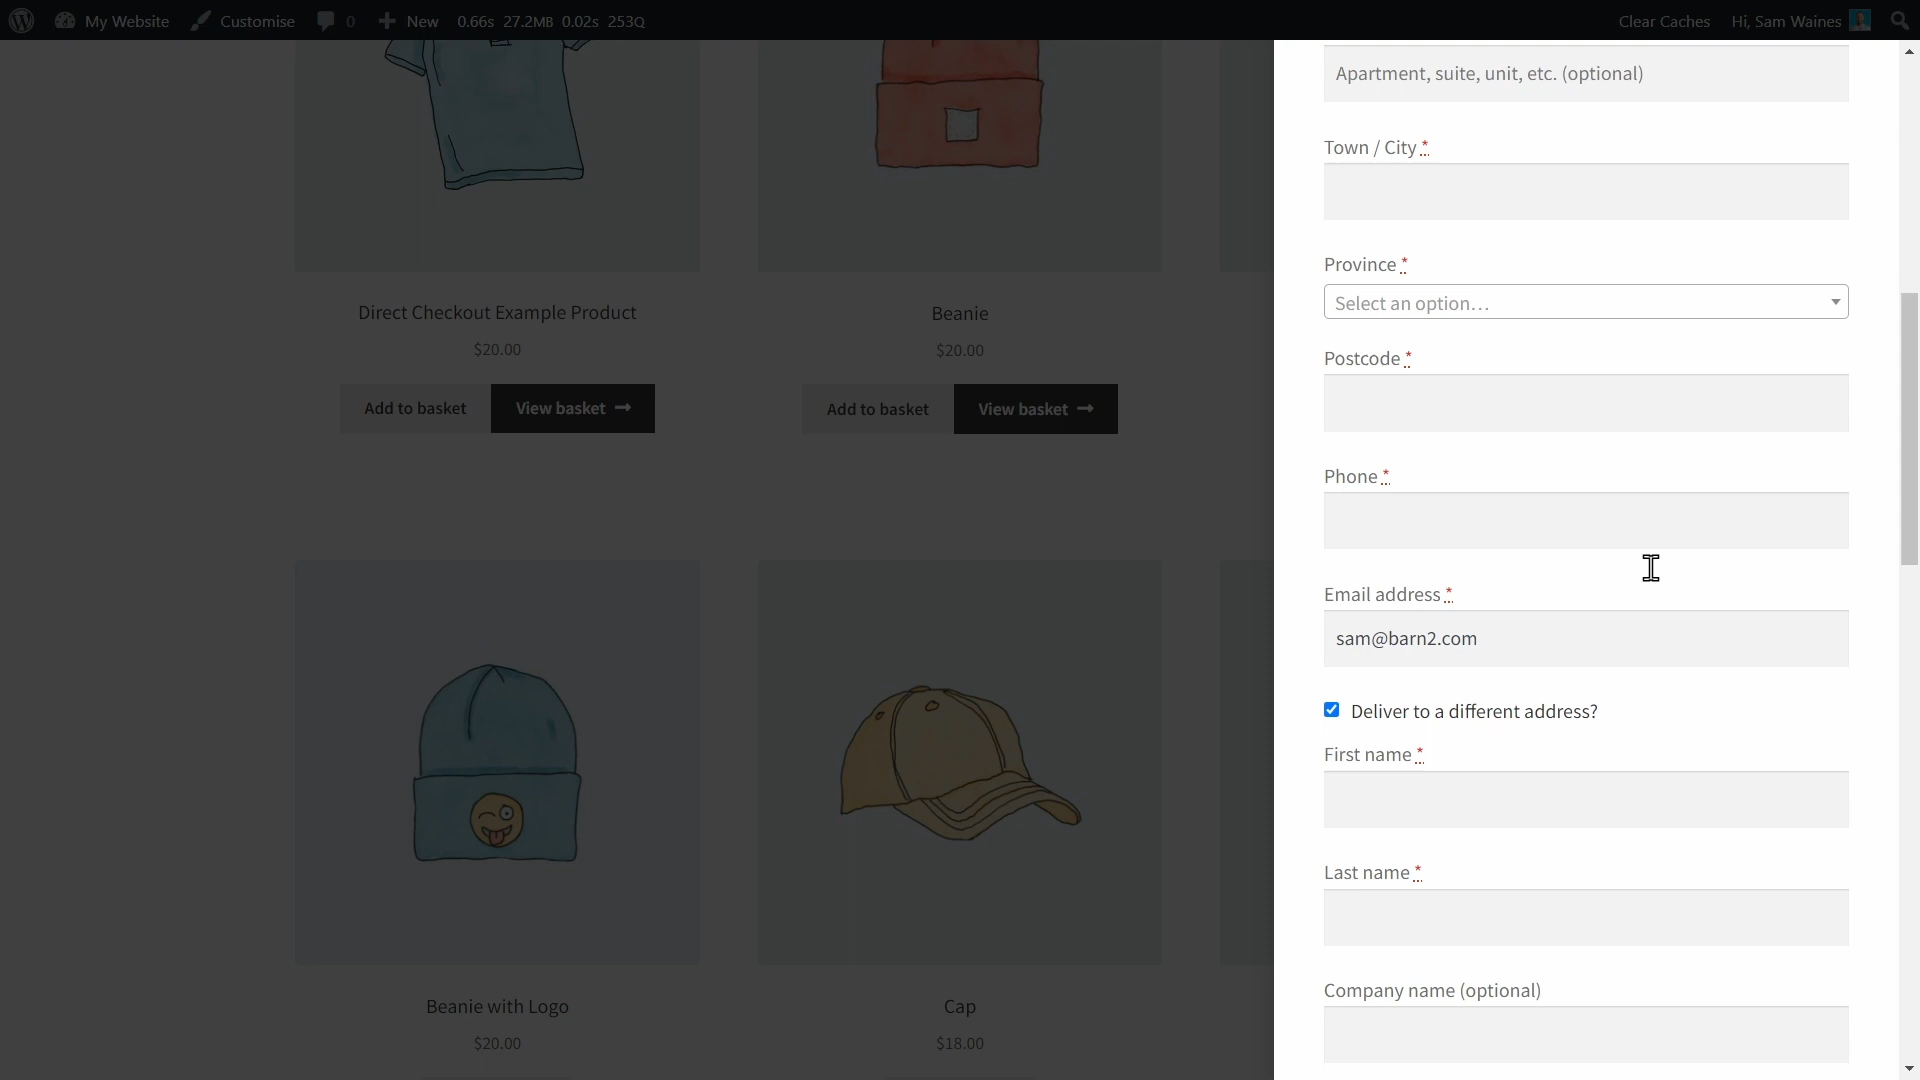 My Website Customise 0 New 0.66s 27.2MB 0.02s 253Q Clear Caches Hi, Sam Waines
Direct Checkout Example Product
$20.00
Add to basket View basket →
Beanie
$20.00
Add to basket View basket →
Beanie with Logo
$20.00
Cap
$18.00
Apartment, suite, unit, etc. (optional)
Town / City *
Province *
Select an option…
Postcode *
Phone *
Email address *
sam@barn2.com
Deliver to a different address?
First name *
Last name *
Company name (optional)